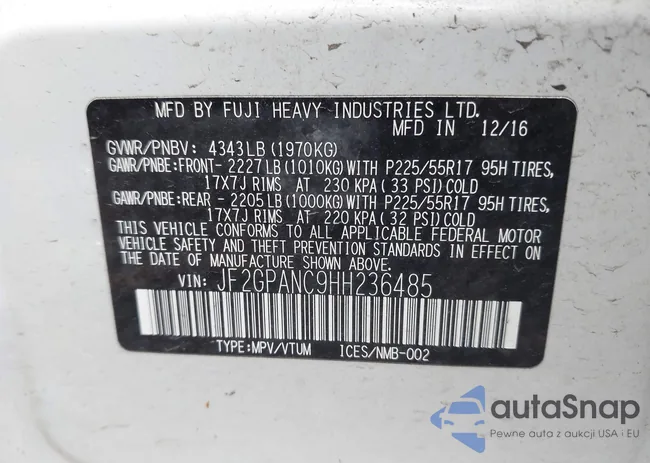 MFD BY FUJI HEAVY INDUSTRIES LTD.
MFD IN 12/16
GVWR/PNBV: 4343LB(1970KG)
GAWR/PNBE:FRONT- 2227LB(1010KG)WITH P225/55R17 95H TIRES,
17X7J RIMS AT 230 KPA(33 PSI)COLD
GAWR/PNBE:REAR - 2205LB(1000KG)WITH P225/55R17 95H TIRES,
17X7J RIMS AT 220 KPA(32 PSI)COLD
THIS VEHICLE CONFORMS TO ALL APPLICABLE FEDERAL MOTOR
VEHICLE SAFETY AND THEFT PREVENTION STANDARDS IN EFFECT ON
THE DATE OF MANUFACTURE SHOWN ABOVE.
VIN: JF2GPANC9HH236485
TYPE:MPV/VTUM ICES/NMB-002
autaSnap
Pewne auta z aukcji USA i EU